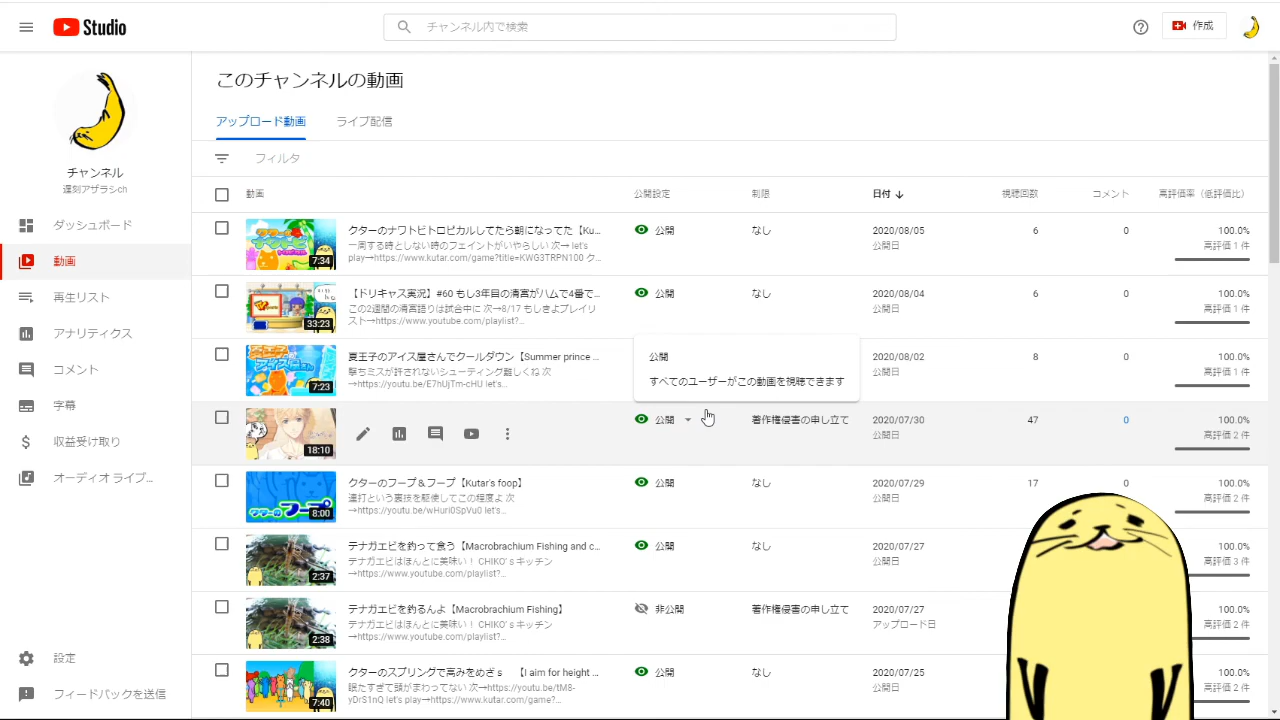 Studio
チャンネル内で検索
作成
チャンネル
遅刻アザラシch
ダッシュボード
動画
再生リスト
アナリティクス
コメント
字幕
収益受け取り
オーディオ ライブ...
設定
フィードバックを送信
このチャンネルの動画
アップロード動画
ライブ配信
フィルタ
動画
公開設定
制限
日付
視聴回数
コメント
高評価率（低評価比）
7:34
クターのナワトビトロピカルしてたら朝になってた【Ku...
一周する時としない時のフェイントがいやらしい 次→ let's
play→https://www.kutar.com/game?title=KWG3TRPN100 ク...
公開
なし
2020/08/05
公開日
6
0
100.0%
高評価 1 件
33:23
【ドリキャス実況】#60 もし3年目の清宮がハムで4番で...
この2週間の清宮語りは試合中に 次→8/17 もしきよプレイリ
スト→https://www.youtube.com/playlist?...
公開
なし
2020/08/04
公開日
6
0
100.0%
高評価 1 件
7:23
夏王子のアイス屋さんでクールダウン【Summer prince ...
撃ちミスが許されないシューティング難しくね 次
→https://youtu.be/E7hUjTm-cHU let's...
公開
すべてのユーザーがこの動画を視聴できます
2020/08/02
公開日
8
0
100.0%
高評価 1 件
18:10
公開
著作権侵害の申し立て
2020/07/30
公開日
47
0
100.0%
高評価 2 件
8:00
クターのフープ＆フープ【Kutar's foop】
連打という裏技を駆使してこの程度よ 次
→https://youtu.be/wHuri0SpVu0 let's...
公開
なし
2020/07/29
公開日
17
0
100.0%
高評価 2 件
2:37
テナガエビを釣って食う【Macrobrachium Fishing and c...
テナガエビはほんとに美味い！ CHIKO'sキッチン
→https://www.youtube.com/playlist?...
公開
なし
2020/07/27
公開日
100.0%
高評価 3 件
2:38
テナガエビを釣るんよ【Macrobrachium Fishing】
テナガエビはほんとに美味い！ CHIKO'sキッチン
→https://www.youtube.com/playlist?...
非公開
著作権侵害の申し立て
2020/07/27
アップロード日
100.0%
高評価 2 件
7:40
クターのスプリングで高みをめざｓ 【I aim for height ...
眠たすぎて頭がまわってない 次→https://youtu.be/tM8-
yDrS1nQ let's play→https://www.kutar.com/game?...
公開
なし
2020/07/25
公開日
100.0%
高評価 2 件